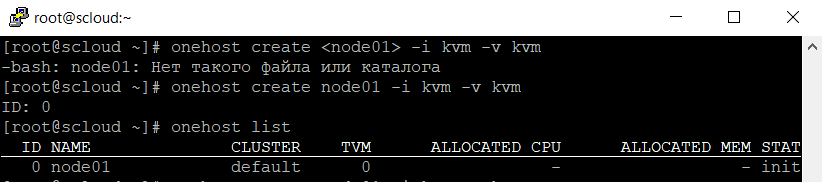 root@scloud:~
[root@scloud ~]# onehost create <node01> -i kvm -v kvm
-bash: node01: Нет такого файла или каталога
[root@scloud ~]# onehost create node01 -i kvm -v kvm
ID: 0
[root@scloud ~]# onehost list
ID NAME CLUSTER TVM ALLOCATED CPU ALLOCATED MEM STAT
0 node01 default 0 - - init